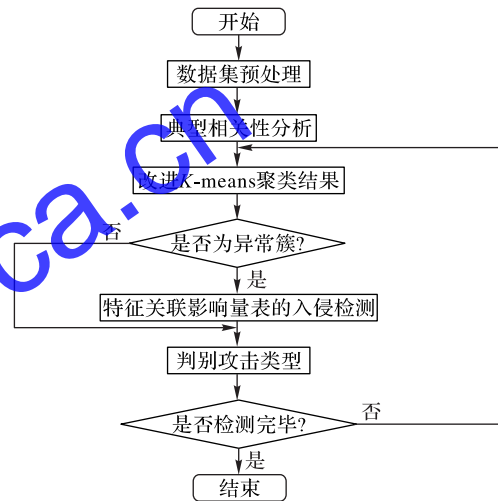 开始
数据集预处理
典型相关性分析
改进K-means聚类结果
是否为异常簇?
否
是
特征关联影响量表的入侵检测
判别攻击类型
是否检测完毕?
否
是
结束
ca.cn